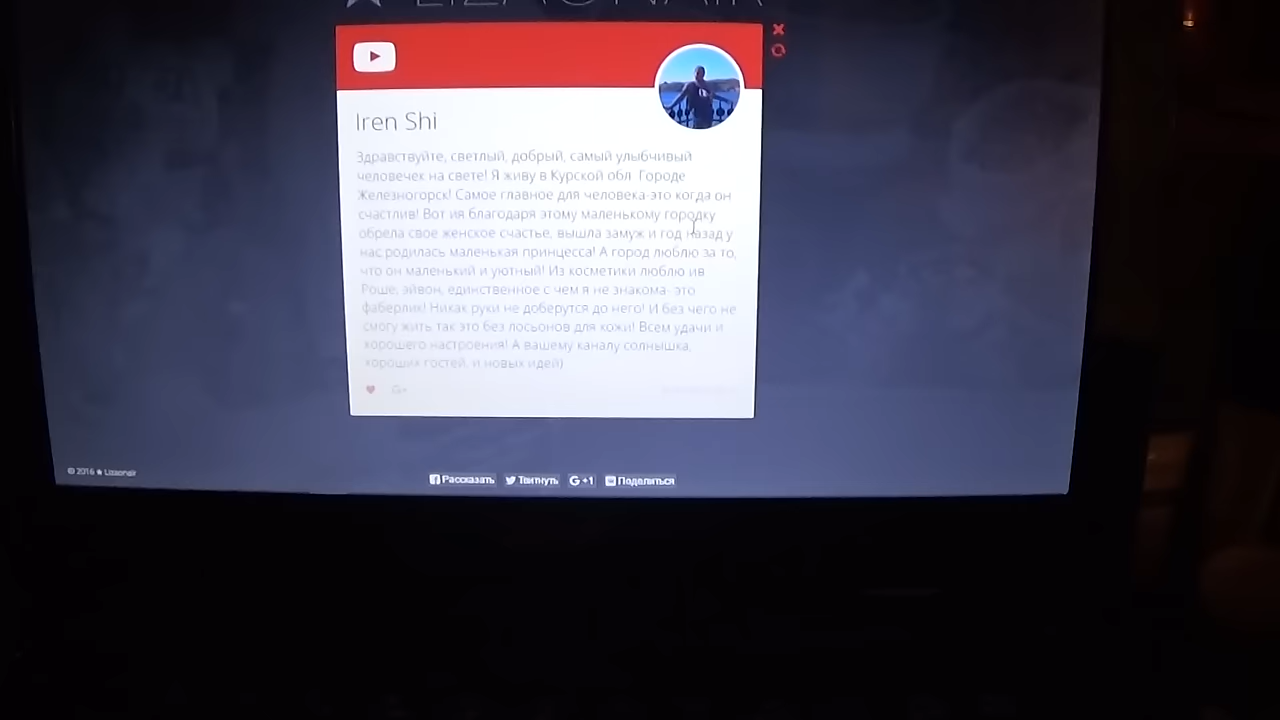 LIZAONAIR
Iren Shi
Здравствуйте, светлый, добрый, самый улыбчивый
человечек на свете! Я живу в Курской обл. Городе
Железногорск! Самое главное для человека-это когда он
счастлив! Вот ия благодаря этому маленькому городку
обрела свое женское счастье, вышла замуж и год назад у
нас родилась маленькая принцесса! А город люблю за то,
что он маленький и уютный! Из косметики люблю ив
Роше, эйвон, единственное с чем я не знакома- это
фаберлик! Никак руки не доберутся до него! И без чего не
смогу жить так это без лосьонов для кожи! Всем удачи и
хорошего настроения! А вашему каналу солнышка,
хороших гостей, и новых идей)
G+
© 2016 ★ Lizaonair
Рассказать Твитнуть G +1 Поделиться